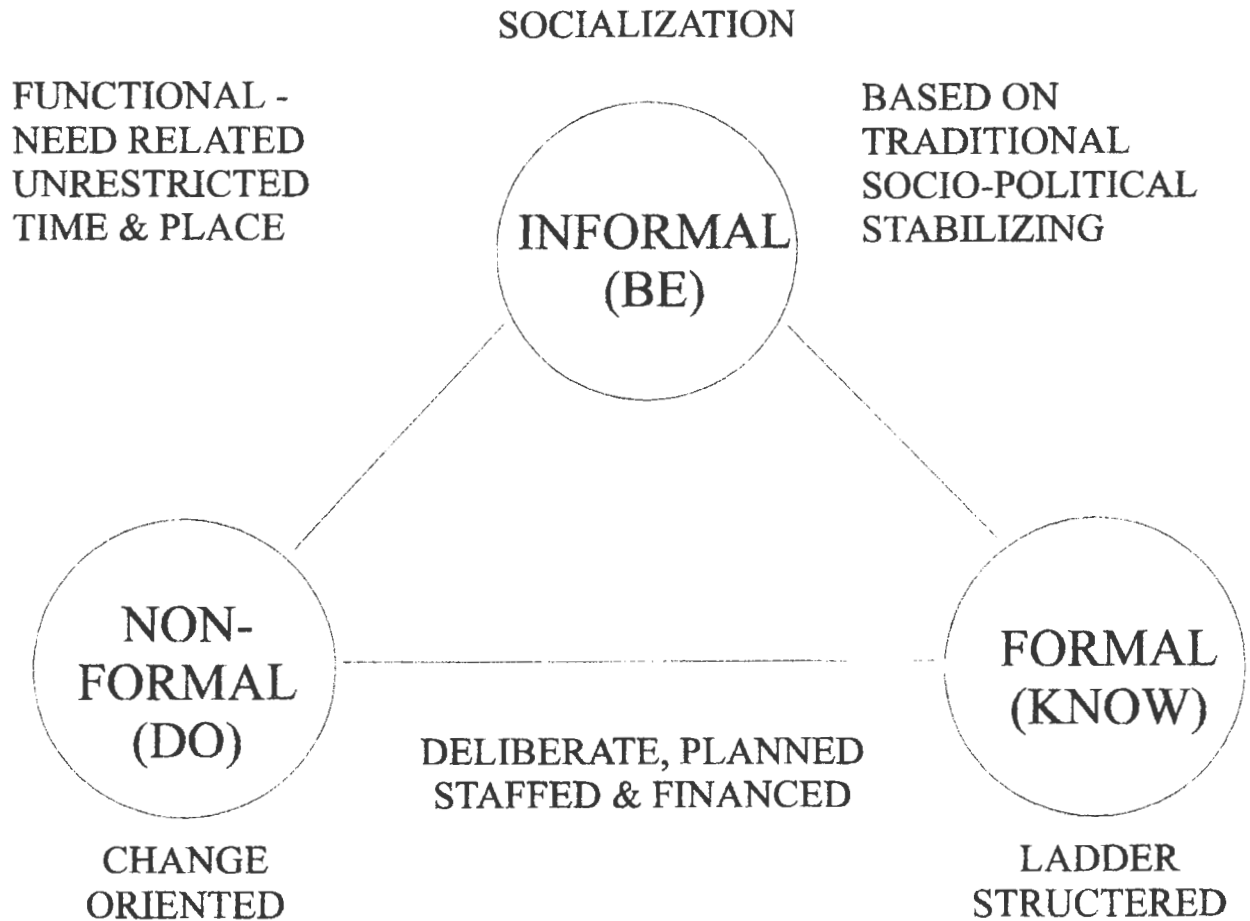 SOCIALIZATION
FUNCTIONAL -
NEED RELATED
UNRESTRICTED
TIME & PLACE
BASED ON
TRADITIONAL
SOCIO-POLITICAL
STABILIZING
INFORMAL
(BE)
NON-
FORMAL
(DO)
FORMAL
(KNOW)
DELIBERATE, PLANNED
STAFFED & FINANCED
CHANGE
ORIENTED
LADDER
STRUCTERED